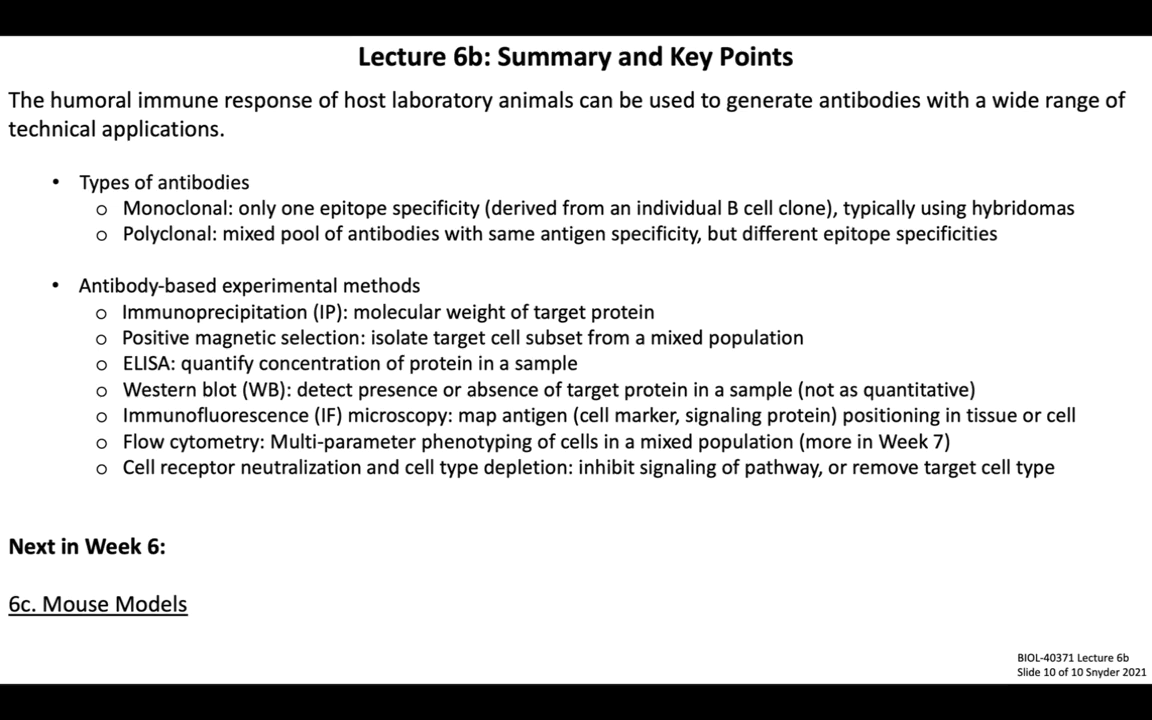 Lecture 6b: Summary and Key Points
The humoral immune response of host laboratory animals can be used to generate antibodies with a wide range of
technical applications.
• Types of antibodies
o Monoclonal: only one epitope specificity (derived from an individual B cell clone), typically using hybridomas
o Polyclonal: mixed pool of antibodies with same antigen specificity, but different epitope specificities
• Antibody-based experimental methods
o Immunoprecipitation (IP): molecular weight of target protein
o Positive magnetic selection: isolate target cell subset from a mixed population
o ELISA: quantify concentration of protein in a sample
o Western blot (WB): detect presence or absence of target protein in a sample (not as quantitative)
o Immunofluorescence (IF) microscopy: map antigen (cell marker, signaling protein) positioning in tissue or cell
o Flow cytometry: Multi-parameter phenotyping of cells in a mixed population (more in Week 7)
o Cell receptor neutralization and cell type depletion: inhibit signaling of pathway, or remove target cell type
Next in Week 6:
6c. Mouse Models
BIOL-40371 Lecture 6b
Slide 10 of 10 Snyder 2021